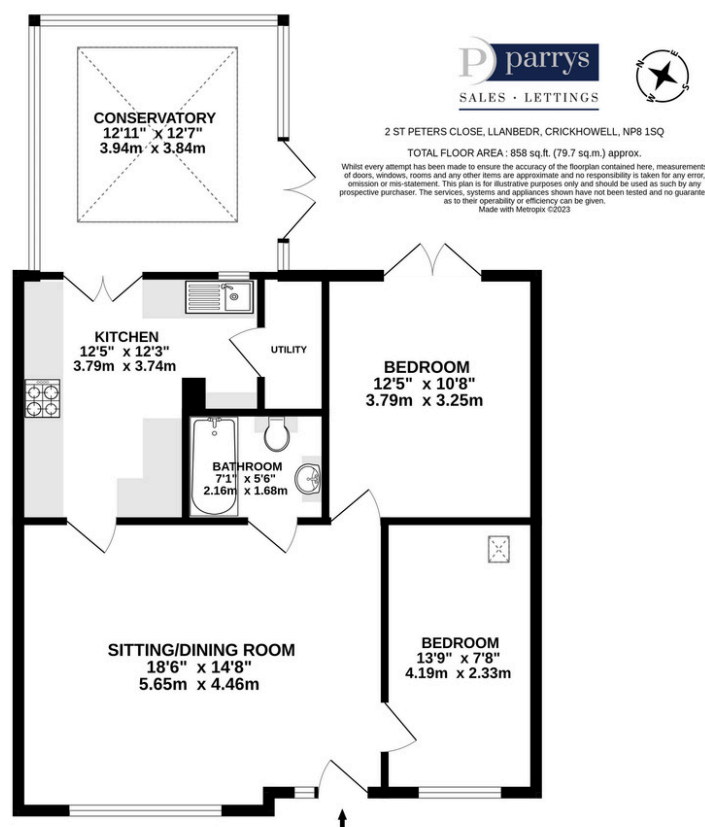 P parrys
SALES · LETTINGS
N E S W
2 ST PETERS CLOSE, LLANBEDR, CRICKHOWELL, NP8 1SQ
TOTAL FLOOR AREA : 858 sq.ft. (79.7 sq.m.) approx.
Whilst every attempt has been made to ensure the accuracy of the floorplan contained here, measurements
of doors, windows, rooms and any other items are approximate and no responsibility is taken for any error,
omission or mis-statement. This plan is for illustrative purposes only and should be used as such by any
prospective purchaser. The services, systems and appliances shown have not been tested and no guarante
as to their operability or efficiency can be given.
Made with Metropix ©2023
CONSERVATORY
12'11" x 12'7"
3.94m x 3.84m
KITCHEN
12'5" x 12'3"
3.79m x 3.74m
UTILITY
BEDROOM
12'5" x 10'8"
3.79m x 3.25m
BATHROOM
7'1" x 5'6"
2.16m x 1.68m
SITTING/DINING ROOM
18'6" x 14'8"
5.65m x 4.46m
BEDROOM
13'9" x 7'8"
4.19m x 2.33m